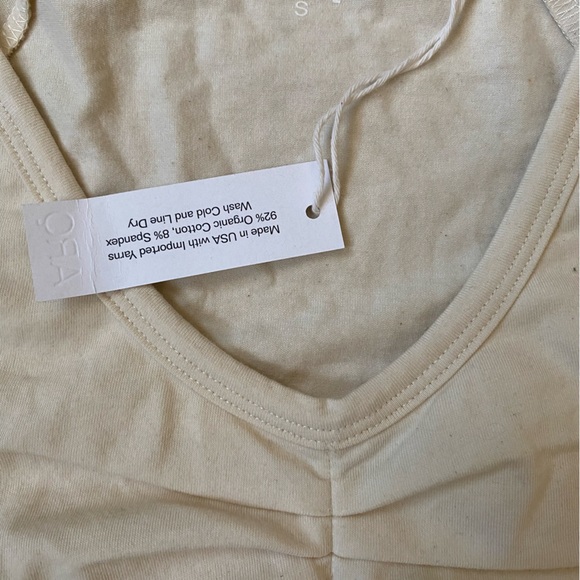 S
Made in USA with Imported Yarns
92% Organic Cotton, 8% Spandex
Wash Cold and Line Dry